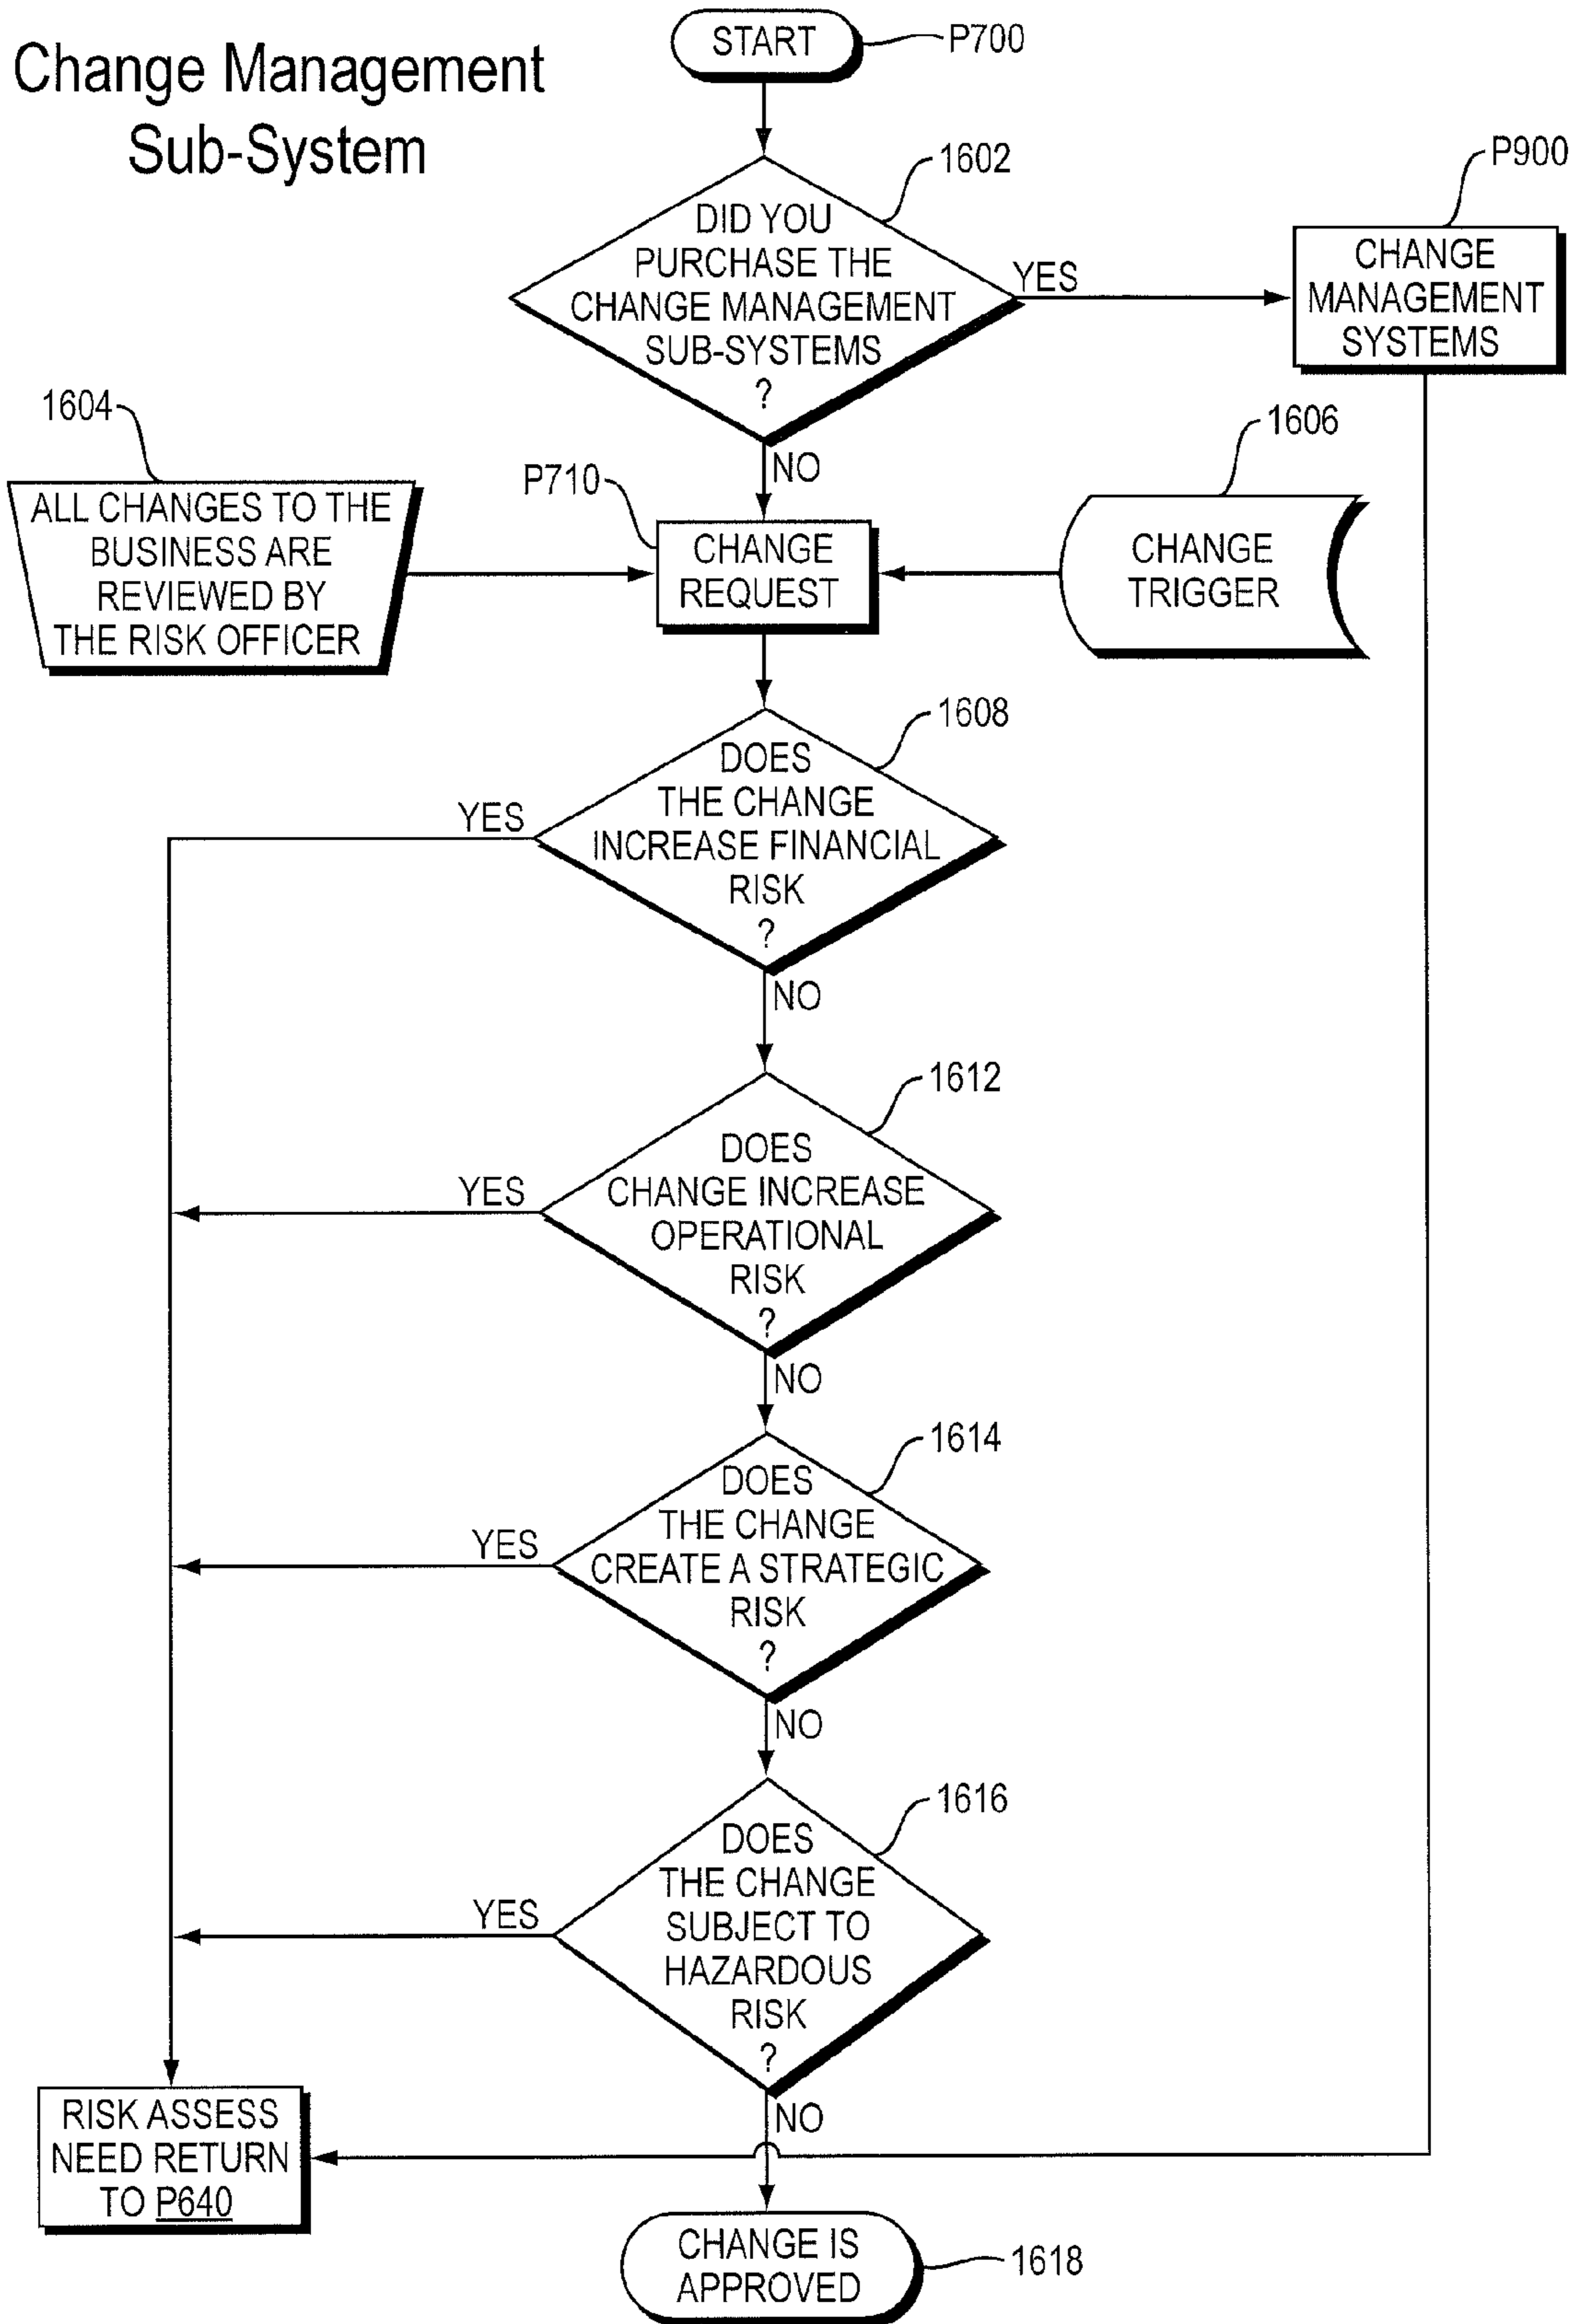 Change Management
Sub-System
START
P700
1602
DID YOU
PURCHASE THE
CHANGE MANAGEMENT
SUB-SYSTEMS
?
YES
P900
CHANGE
MANAGEMENT
SYSTEMS
NO
1604
ALL CHANGES TO THE
BUSINESS ARE
REVIEWED BY
THE RISK OFFICER
P710
CHANGE
REQUEST
1606
CHANGE
TRIGGER
1608
DOES
THE CHANGE
INCREASE FINANCIAL
RISK
?
YES
NO
1612
DOES
CHANGE INCREASE
OPERATIONAL
RISK
?
YES
NO
1614
DOES
THE CHANGE
CREATE A STRATEGIC
RISK
?
YES
NO
1616
DOES
THE CHANGE
SUBJECT TO
HAZARDOUS
RISK
?
YES
NO
RISK ASSESS
NEED RETURN
TO P640
CHANGE IS
APPROVED
1618